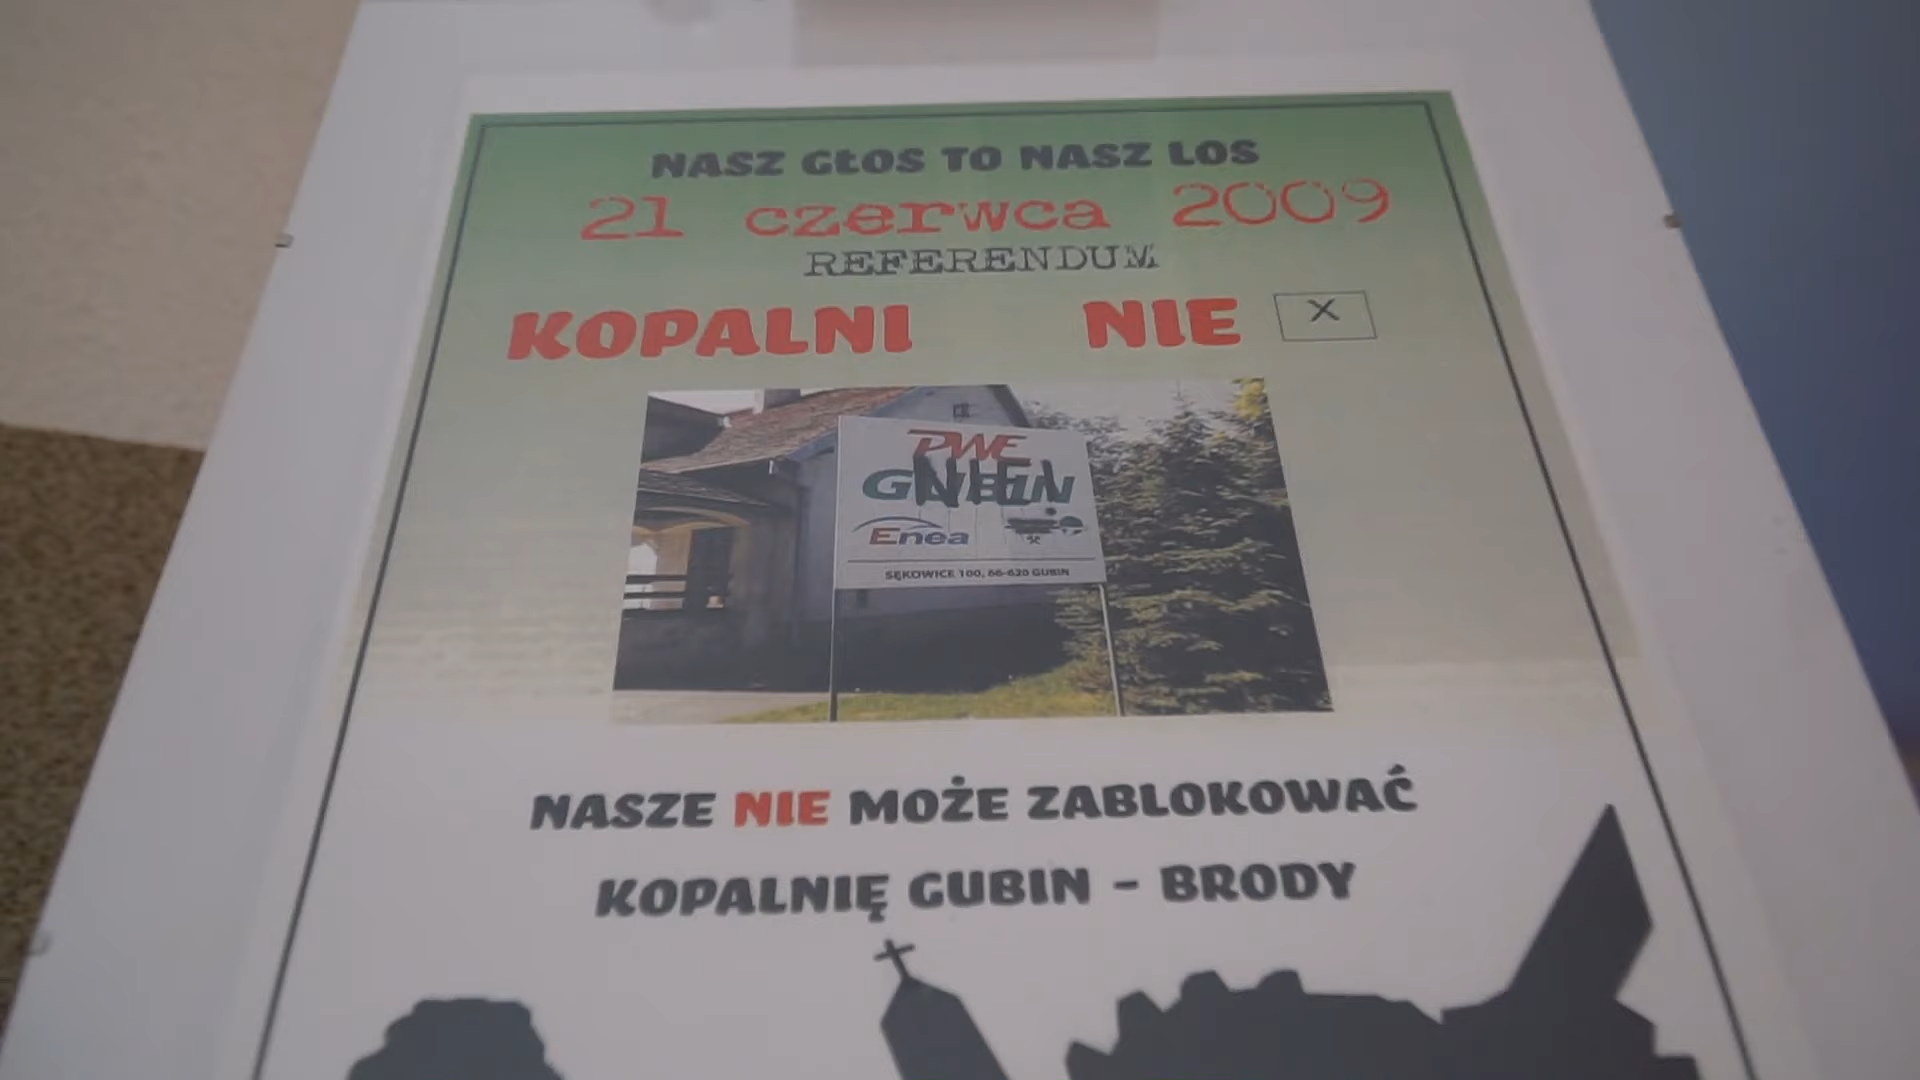 NASZ GŁOS TO NASZ LOS
21 czerwca 2009
REFERENDUM
KOPALNI NIE X
PWE
GUBIN
NIE
Enea
SĘKOWICE 100, 66-620 GUBIN
NASZE NIE MOŻE ZABLOKOWAĆ
KOPALNIĘ GUBIN - BRODY